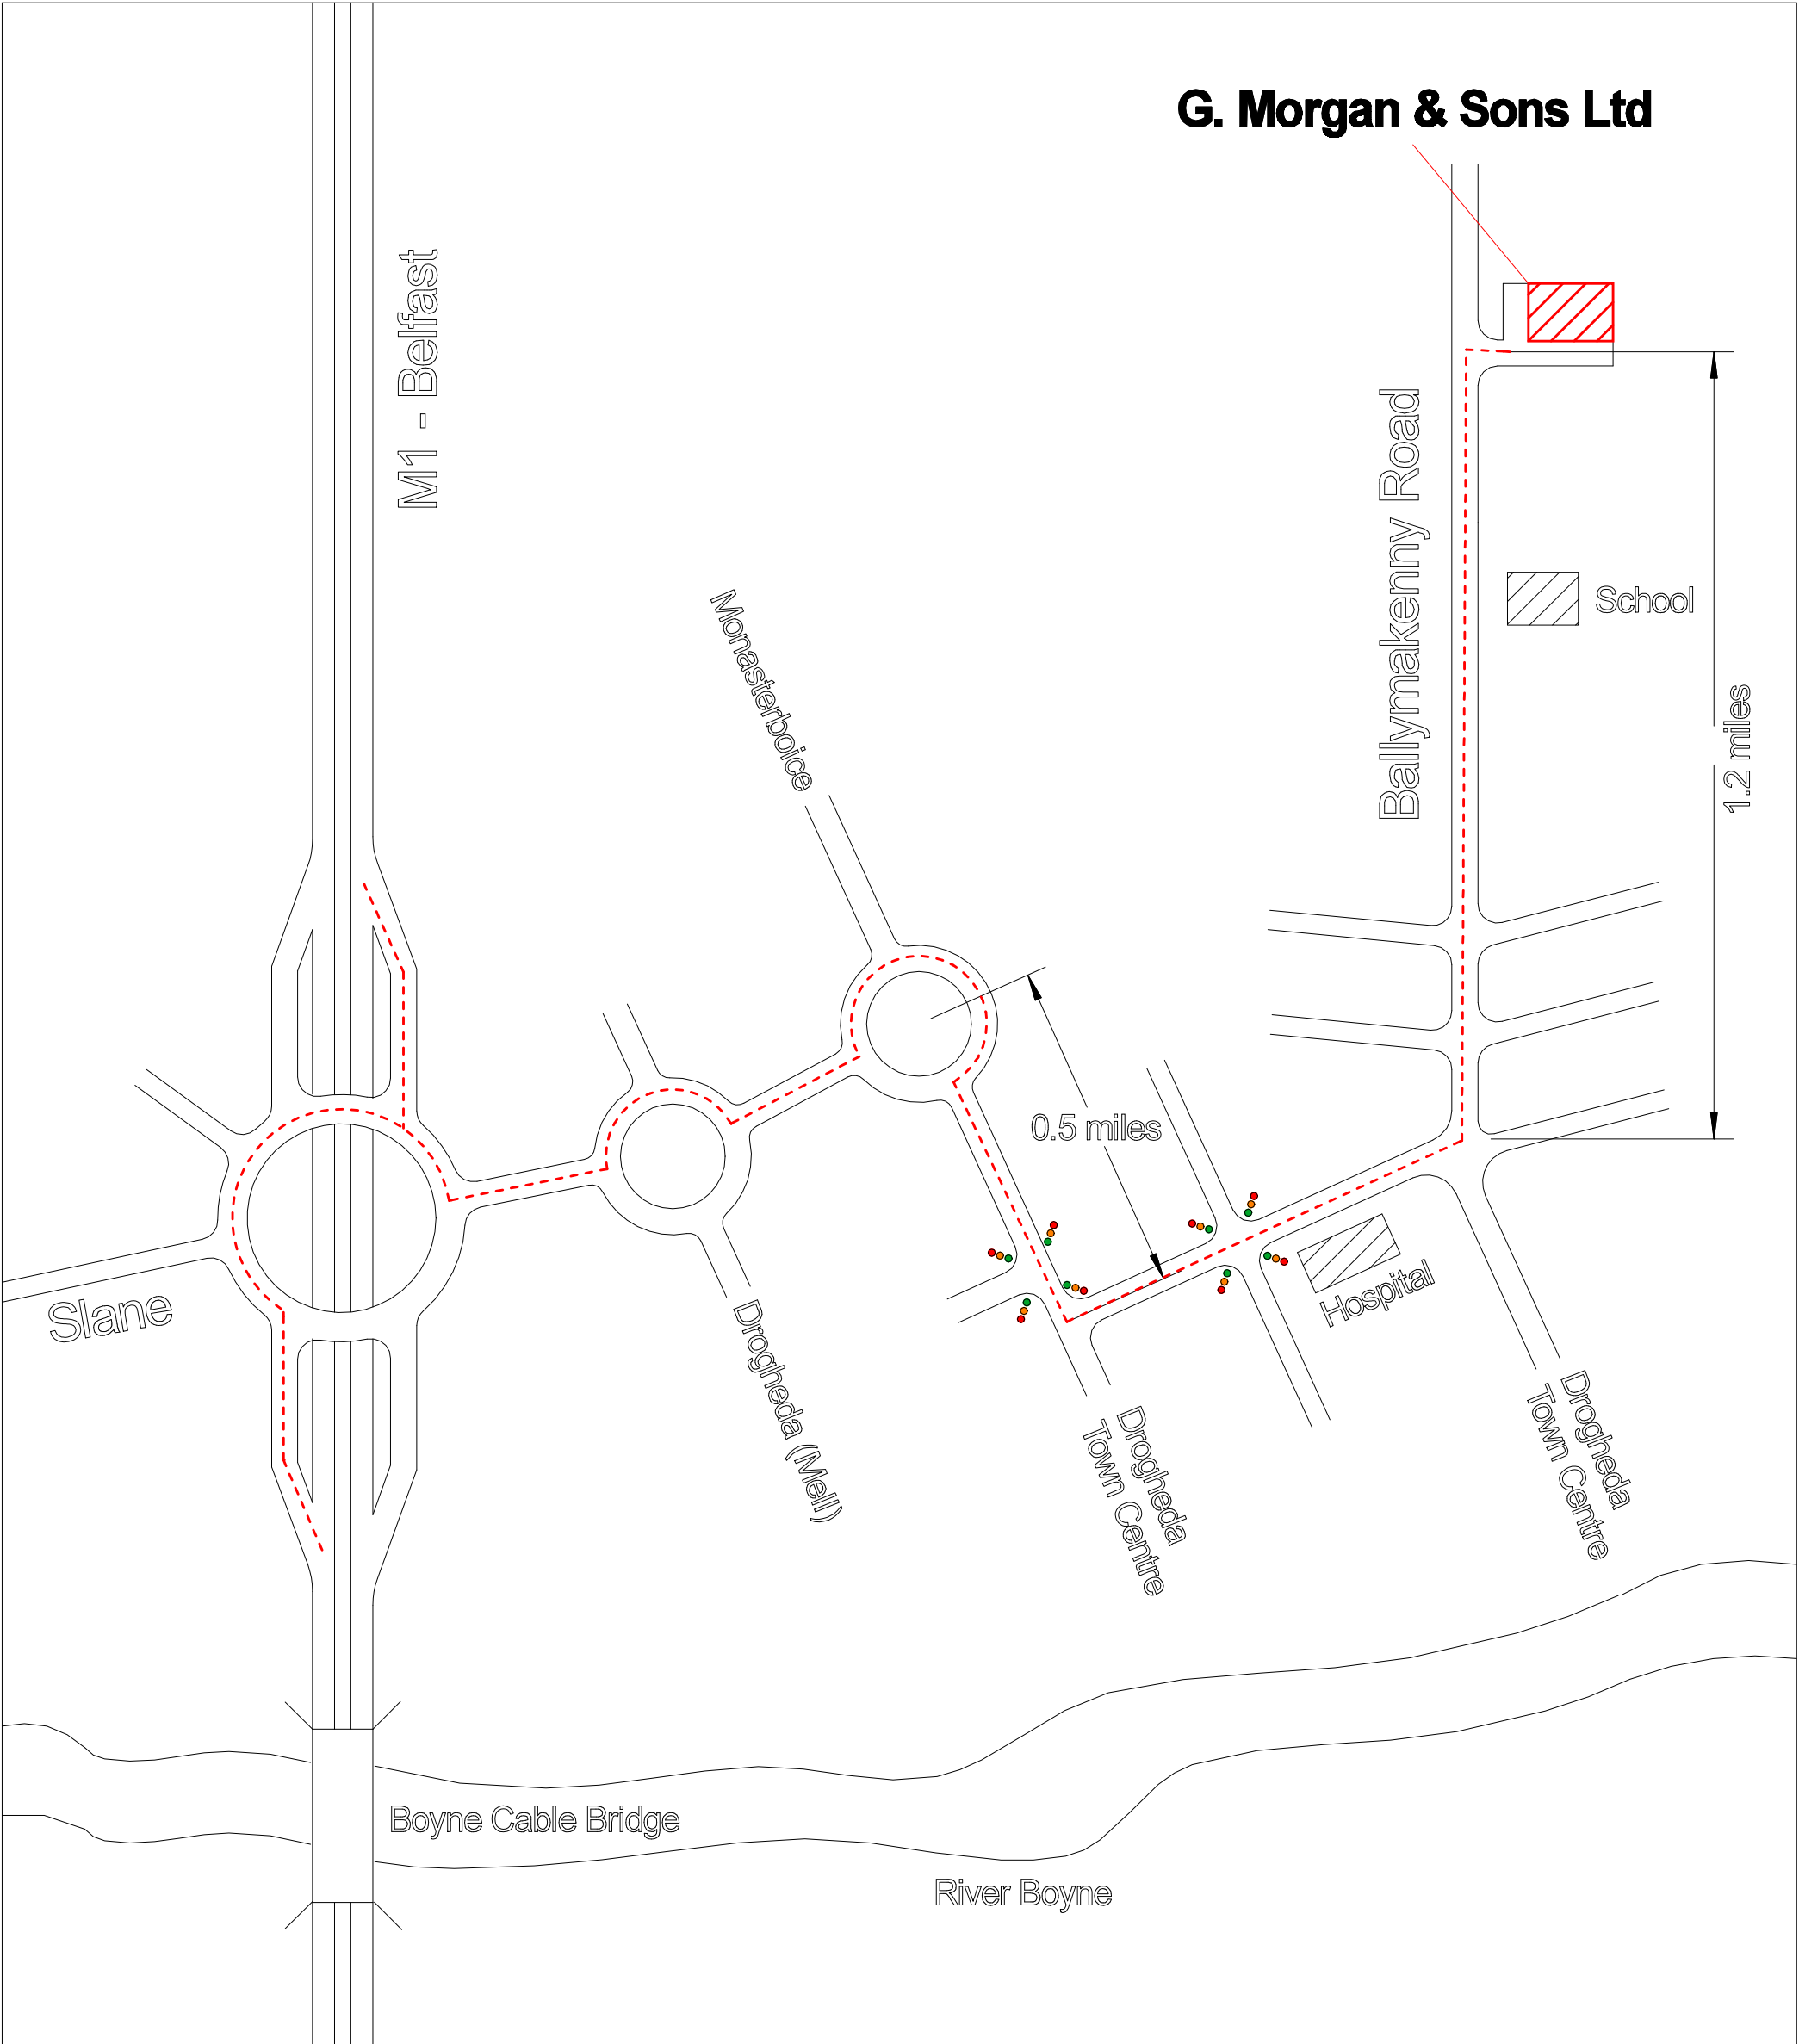 G. Morgan & Sons Ltd
M1 - Belfast
Ballymakenny Road
School
Monasterboice
1.2 miles
0.5 miles
Slane
Hospital
Drogheda (Mell)
Drogheda
Town Centre
Drogheda
Town Centre
Boyne Cable Bridge
River Boyne